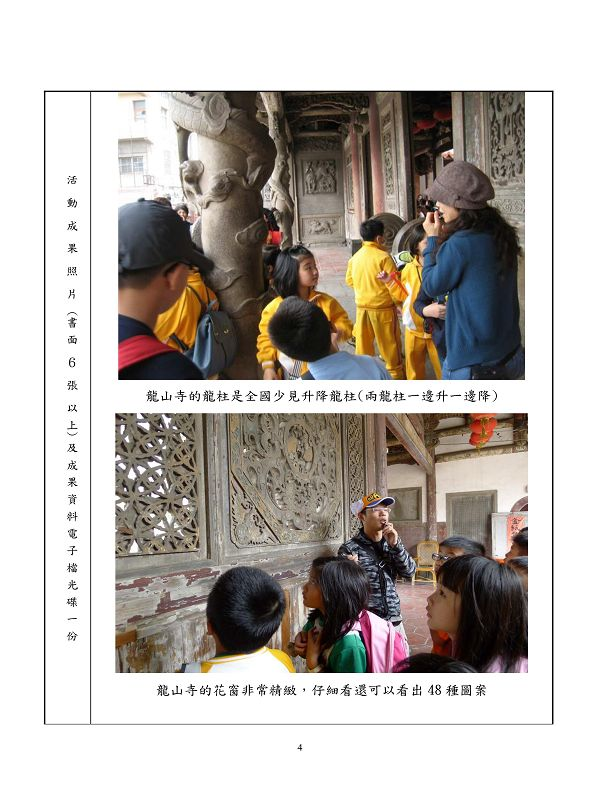 活動成果照片(書面6張以上)及成果資料電子檔光碟一份
龍山寺的龍柱是全國少見升降龍柱(兩龍柱一邊升一邊降)
龍山寺的花窗非常精緻，仔細看還可以看出 48 種圖案
4